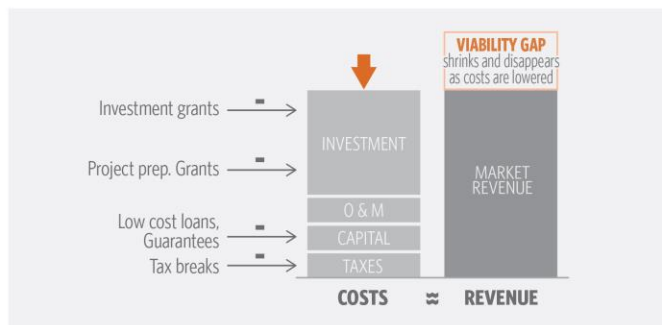 VIABILITY GAP
shrinks and disappears
as costs are lowered
Investment grants
-
INVESTMENT
Project prep. Grants
-
MARKET
REVENUE
O & M
Low cost loans,
Guarantees
-
CAPITAL
Tax breaks
-
TAXES
COSTS ≈ REVENUE